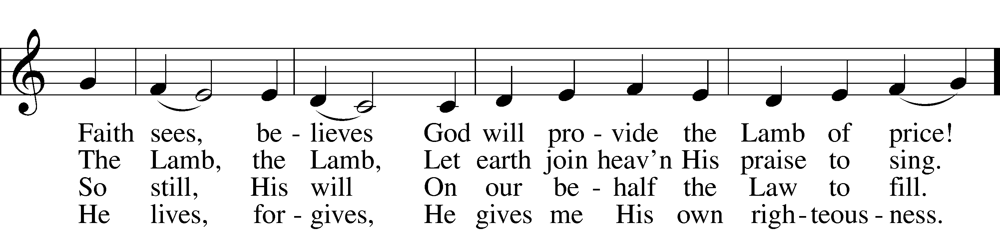 Faith sees, be - lieves God will pro - vide the Lamb of price!
The Lamb, the Lamb, Let earth join heav’n His praise to sing.
So still, His will On our be - half the Law to fill.
He lives, for - gives, He gives me His own righ - teous - ness.